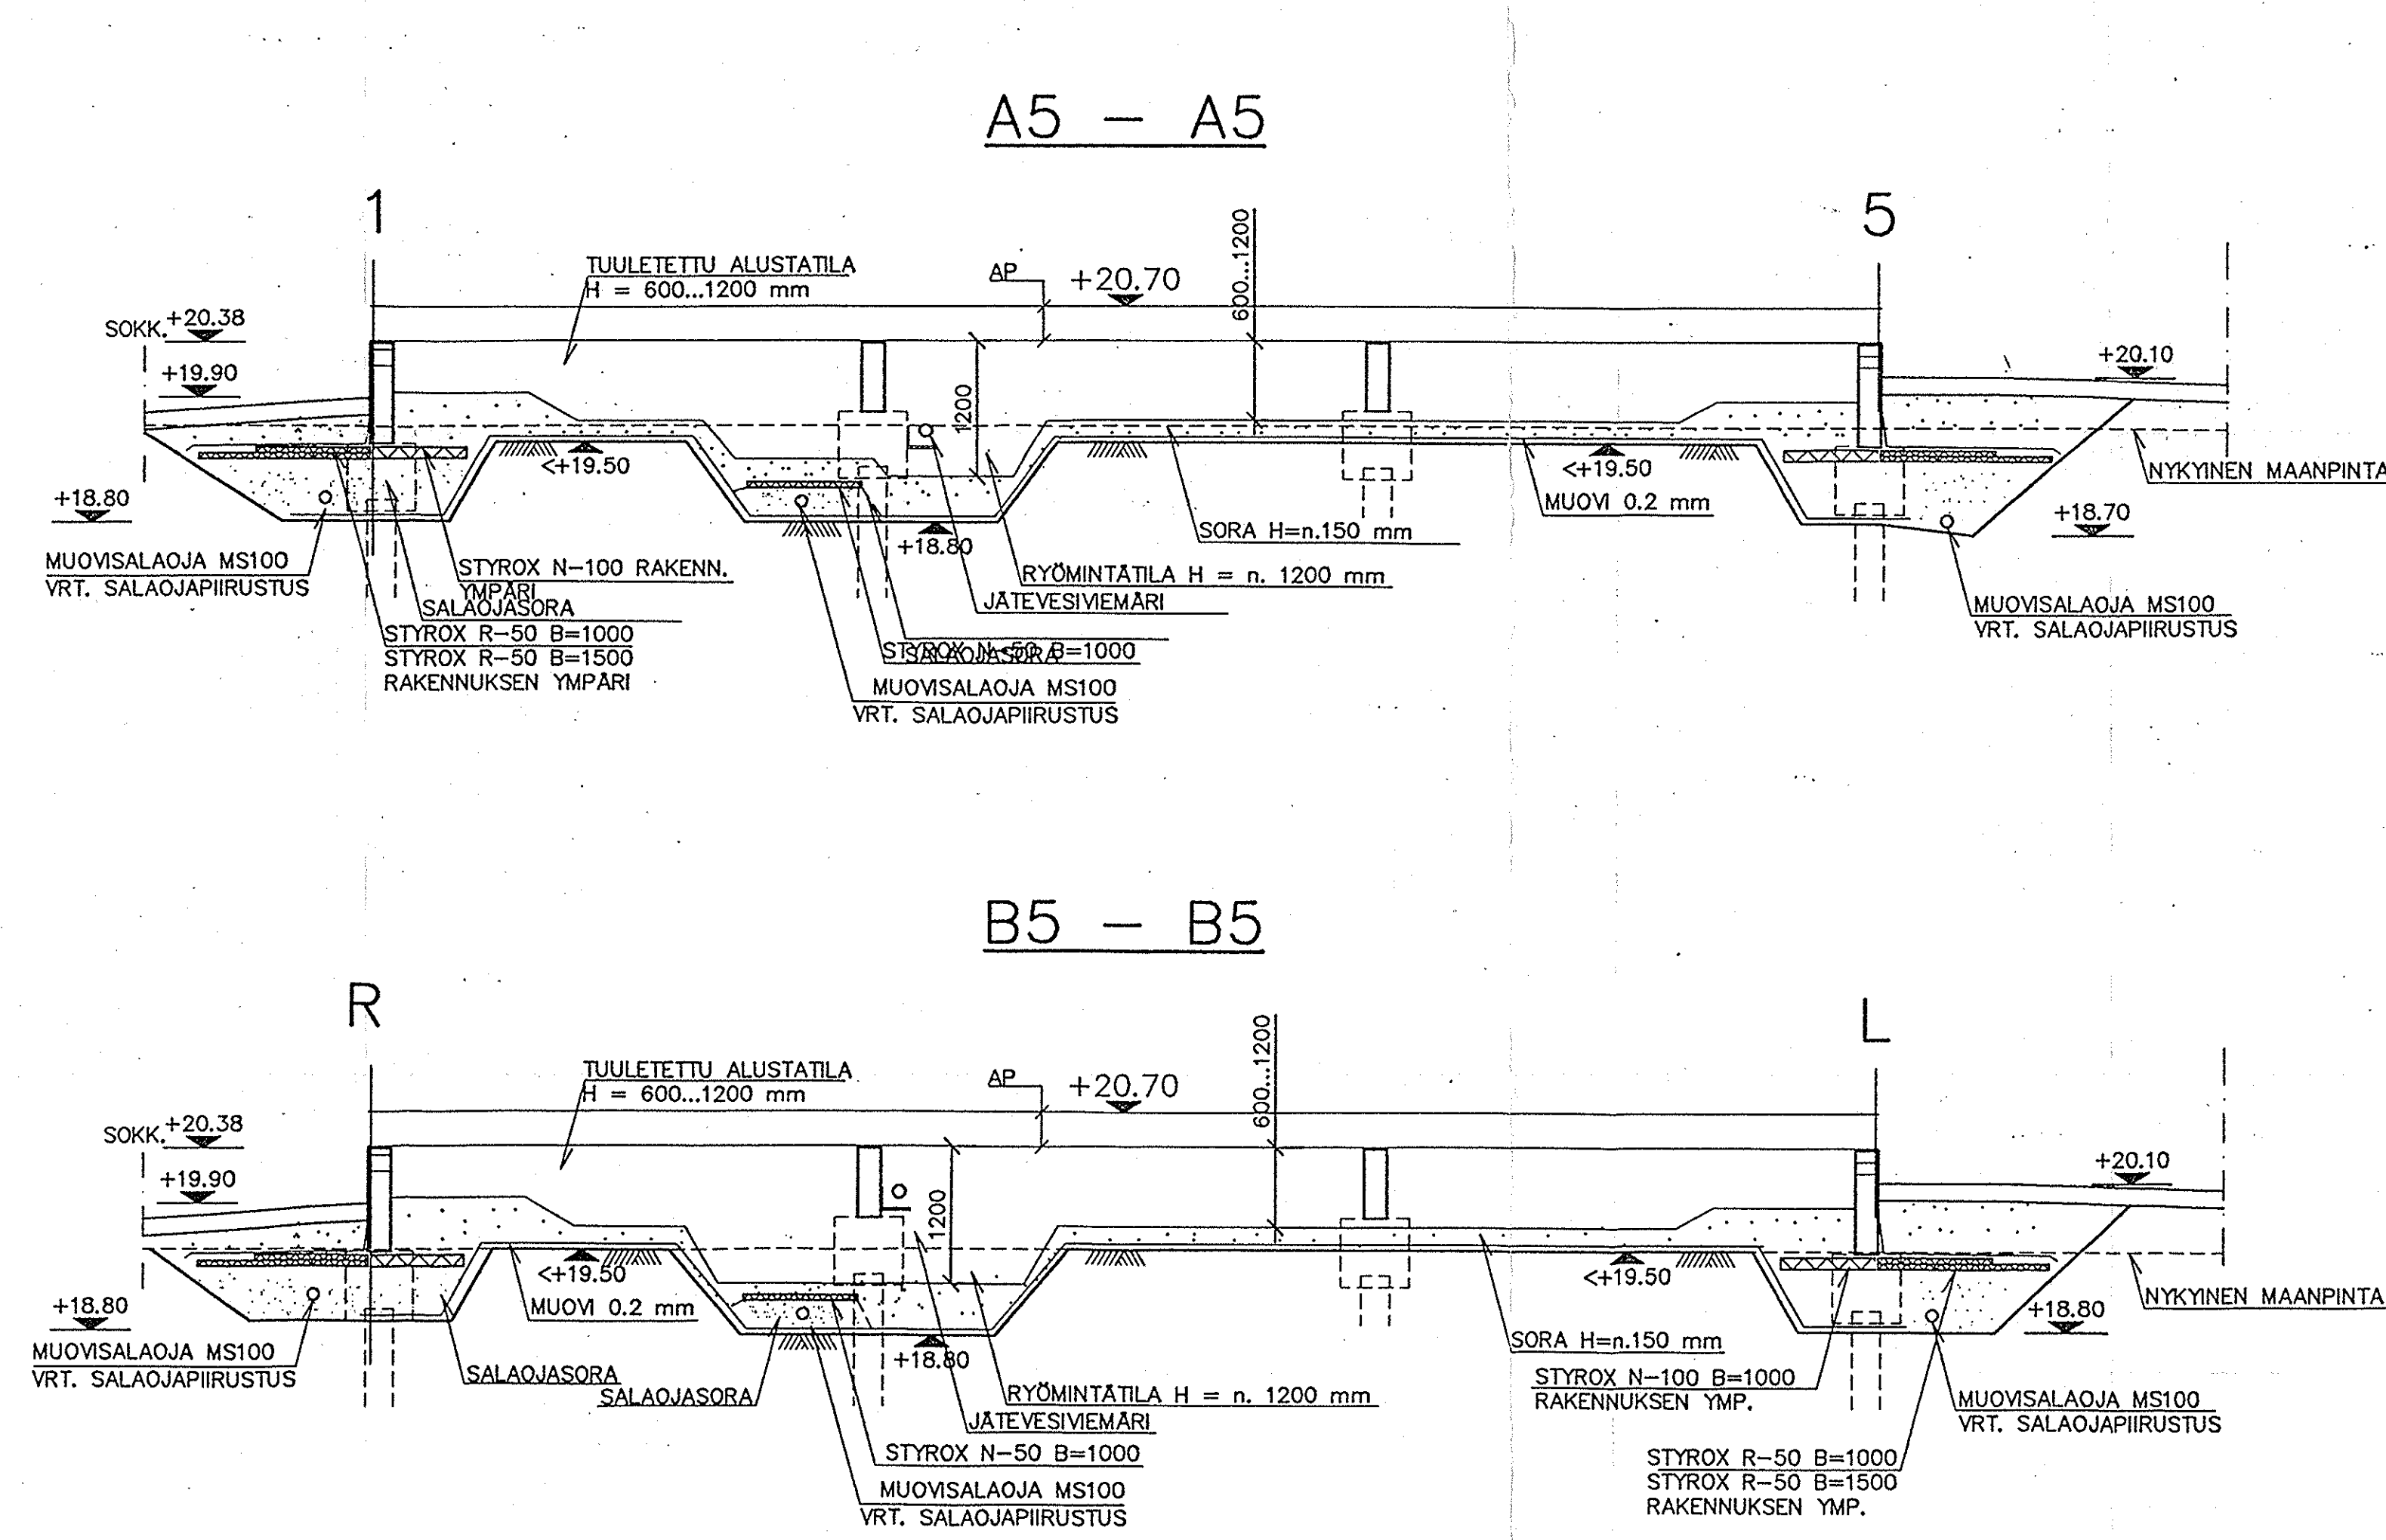 A5 – A5
1
5
TUULETETTU ALUSTATILA
H = 600...1200 mm
AP
+20.70
600...1200
SOKK.
+20.38
+19.90
+20.10
1200
<+19.50
<+19.50
NYKYINEN MAANPINTA
+18.80
MUOVI 0.2 mm
+18.70
SORA H=n.150 mm
+18.80
MUOVISALAOJA MS100
VRT. SALAOJAPIIRUSTUS
STYROX N-100 RAKENN.
YMPÄRI
SALAOJASORA
RYÖMINTÄTILA H = n. 1200 mm
JÄTEVESIVIEMÄRI
MUOVISALAOJA MS100
VRT. SALAOJAPIIRUSTUS
STYROX R-50 B=1000
STYROX R-50 B=1500
RAKENNUKSEN YMPÄRI
STYROX N-50 B=1000
SALAOJASORA
MUOVISALAOJA MS100
VRT. SALAOJAPIIRUSTUS
B5 – B5
R
L
TUULETETTU ALUSTATILA
H = 600...1200 mm
AP
+20.70
600...1200
SOKK.
+20.38
+19.90
+20.10
1200
<+19.50
<+19.50
NYKYINEN MAANPINTA
+18.80
MUOVI 0.2 mm
+18.80
SORA H=n.150 mm
+18.80
MUOVISALAOJA MS100
VRT. SALAOJAPIIRUSTUS
SALAOJASORA
SALAOJASORA
RYÖMINTÄTILA H = n. 1200 mm
JÄTEVESIVIEMÄRI
STYROX N-100 B=1000
RAKENNUKSEN YMP.
MUOVISALAOJA MS100
VRT. SALAOJAPIIRUSTUS
STYROX N-50 B=1000
STYROX R-50 B=1000
STYROX R-50 B=1500
RAKENNUKSEN YMP.
MUOVISALAOJA MS100
VRT. SALAOJAPIIRUSTUS